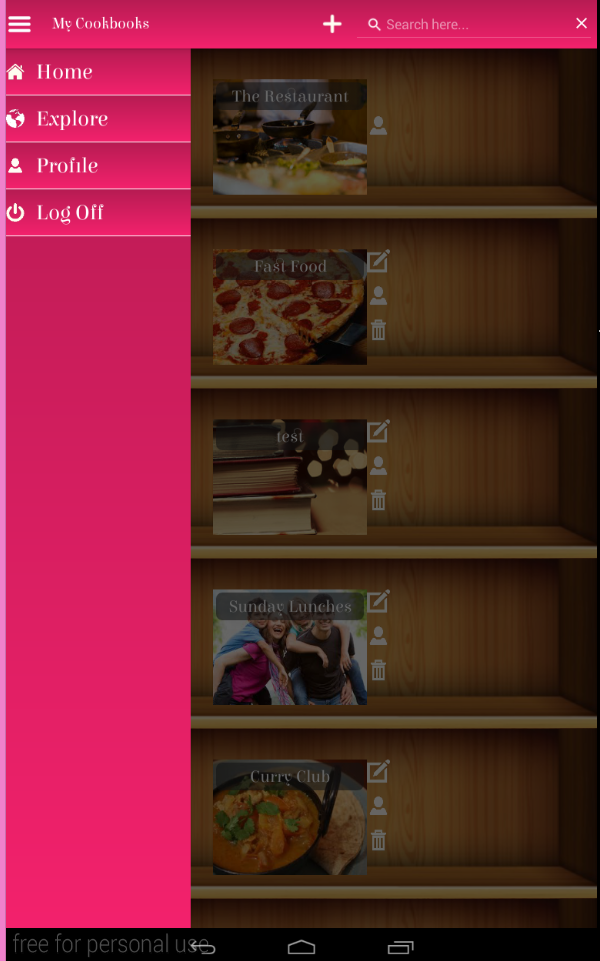 My Cookbooks
Search here...
Home
Explore
Profile
Log Off
The Restaurant
Fast Food
test
Sunday Lunches
Curry Club
free for personal use